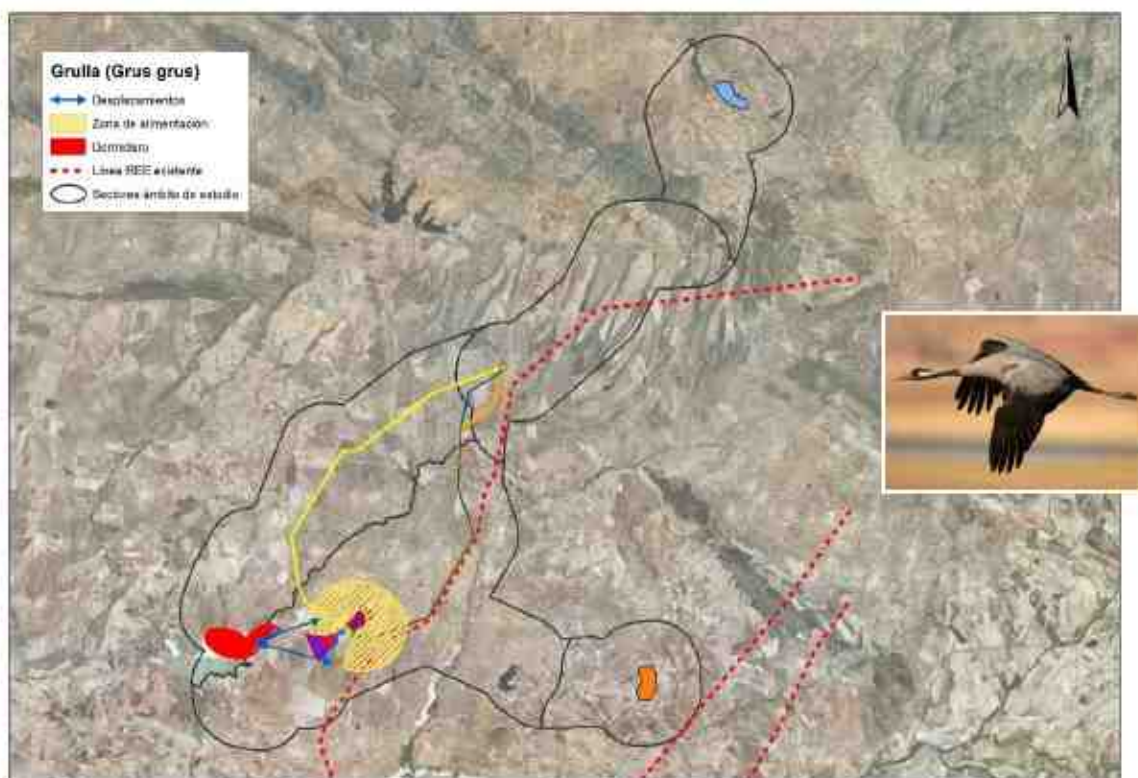 Grulla (Grus grus)
Desplazamientos
Zona de alimentación
Dormidero
Línea REE existente
Sectores ámbito de estudio